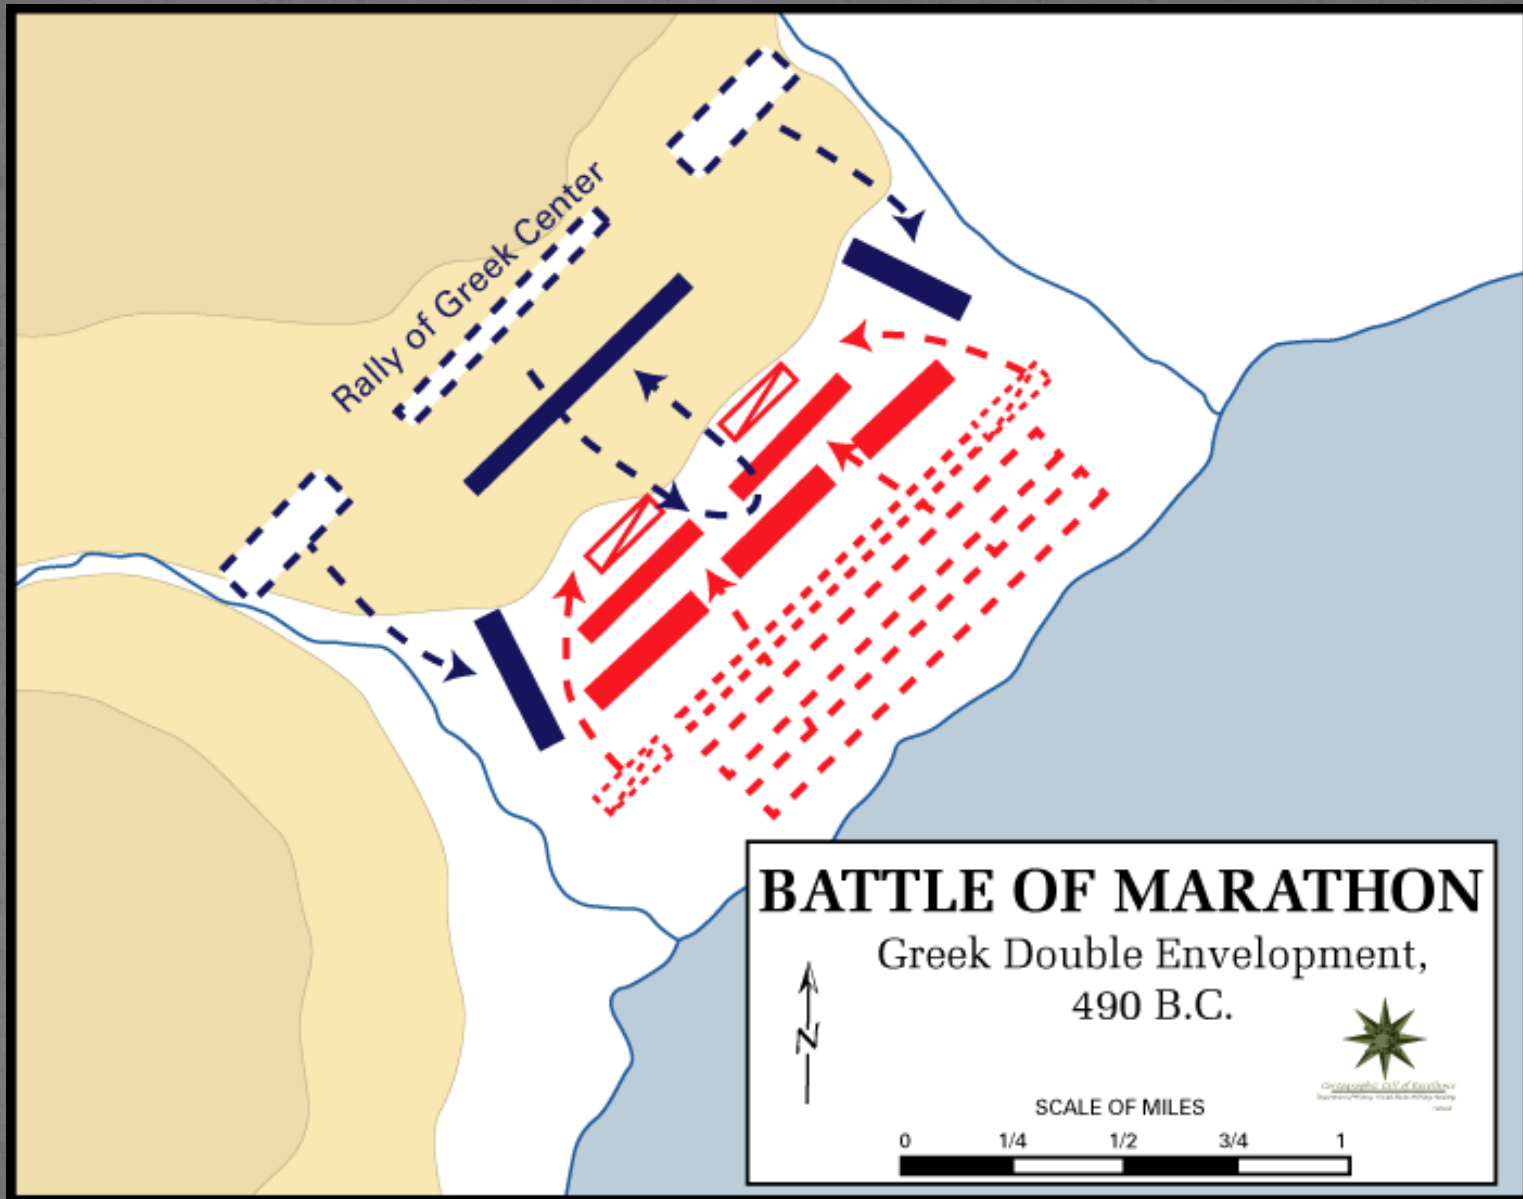 Rally of Greek Center
BATTLE OF MARATHON
Greek Double Envelopment,
490 B.C.
N
SCALE OF MILES
0 1/4 1/2 3/4 1